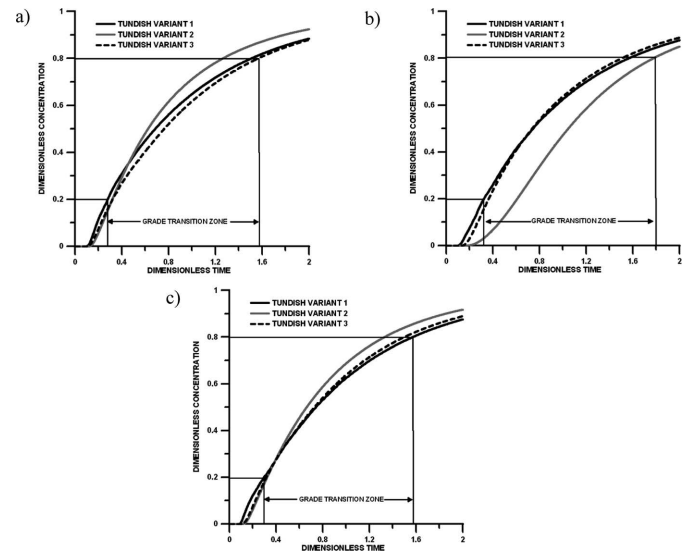 a)
TUNDISH VARIANT 1
TUNDISH VARIANT 2
TUNDISH VARIANT 3
DIMENSIONLESS CONCENTRATION
1
0.8
0.6
0.4
0.2
0
GRADE TRANSITION ZONE
0 0.4 0.8 1.2 1.6 2
DIMENSIONLESS TIME
b)
TUNDISH VARIANT 1
TUNDISH VARIANT 2
TUNDISH VARIANT 3
DIMENSIONLESS CONCENTRATION
1
0.8
0.6
0.4
0.2
0
GRADE TRANSITION ZONE
0 0.4 0.8 1.2 1.6 2
DIMENSIONLESS TIME
c)
TUNDISH VARIANT 1
TUNDISH VARIANT 2
TUNDISH VARIANT 3
DIMENSIONLESS CONCENTRATION
1
0.8
0.6
0.4
0.2
0
GRADE TRANSITION ZONE
0 0.4 0.8 1.2 1.6 2
DIMENSIONLESS TIME